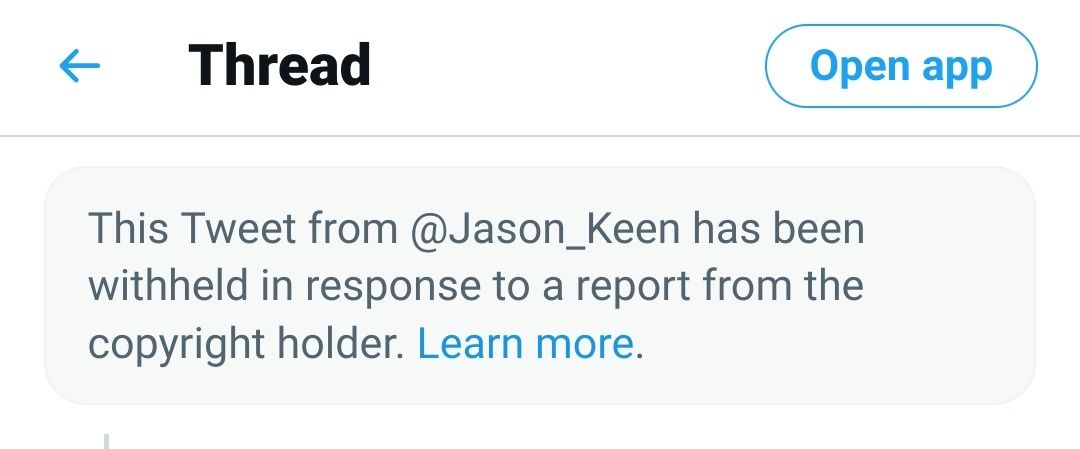 Thread
Open app
This Tweet from @Jason_Keen has been
withheld in response to a report from the
copyright holder. Learn more.